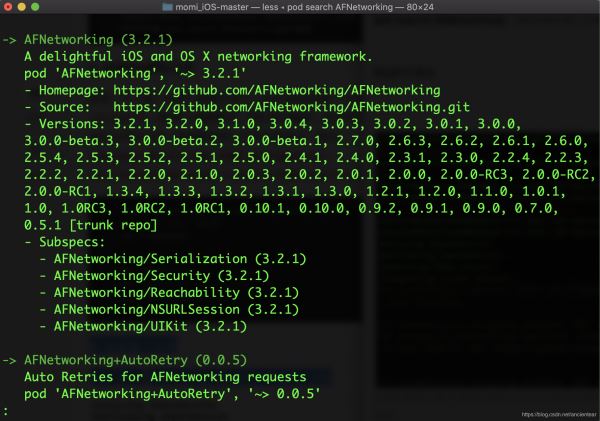 momi_iOS-master — less ◂ pod search AFNetworking — 80×24
-> AFNetworking (3.2.1)
A delightful iOS and OS X networking framework.
pod 'AFNetworking', '~> 3.2.1'
- Homepage: https://github.com/AFNetworking/AFNetworking
- Source:   https://github.com/AFNetworking/AFNetworking.git
- Versions: 3.2.1, 3.2.0, 3.1.0, 3.0.4, 3.0.3, 3.0.2, 3.0.1, 3.0.0,
3.0.0-beta.3, 3.0.0-beta.2, 3.0.0-beta.1, 2.7.0, 2.6.3, 2.6.2, 2.6.1, 2.6.0,
2.5.4, 2.5.3, 2.5.2, 2.5.1, 2.5.0, 2.4.1, 2.4.0, 2.3.1, 2.3.0, 2.2.4, 2.2.3,
2.2.2, 2.2.1, 2.2.0, 2.1.0, 2.0.3, 2.0.2, 2.0.1, 2.0.0, 2.0.0-RC3, 2.0.0-RC2,
2.0.0-RC1, 1.3.4, 1.3.3, 1.3.2, 1.3.1, 1.3.0, 1.2.1, 1.2.0, 1.1.0, 1.0.1,
1.0, 1.0RC3, 1.0RC2, 1.0RC1, 0.10.1, 0.10.0, 0.9.2, 0.9.1, 0.9.0, 0.7.0,
0.5.1 [trunk repo]
- Subspecs:
- AFNetworking/Serialization (3.2.1)
- AFNetworking/Security (3.2.1)
- AFNetworking/Reachability (3.2.1)
- AFNetworking/NSURLSession (3.2.1)
- AFNetworking/UIKit (3.2.1)
-> AFNetworking+AutoRetry (0.0.5)
Auto Retries for AFNetworking requests
pod 'AFNetworking+AutoRetry', '~> 0.0.5'
:
https://blog.csdn.net/ancientear